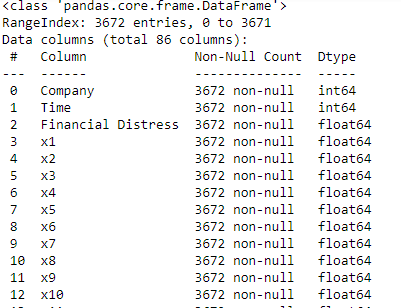 <class 'pandas.core.frame.DataFrame'>
RangeIndex: 3672 entries, 0 to 3671
Data columns (total 86 columns):
 #   Column              Non-Null Count  Dtype
---  ------              --------------  -----
 0   Company             3672 non-null   int64
 1   Time                3672 non-null   int64
 2   Financial Distress  3672 non-null   float64
 3   x1                  3672 non-null   float64
 4   x2                  3672 non-null   float64
 5   x3                  3672 non-null   float64
 6   x4                  3672 non-null   float64
 7   x5                  3672 non-null   float64
 8   x6                  3672 non-null   float64
 9   x7                  3672 non-null   float64
 10  x8                  3672 non-null   float64
 11  x9                  3672 non-null   float64
 12  x10                 3672 non-null   float64